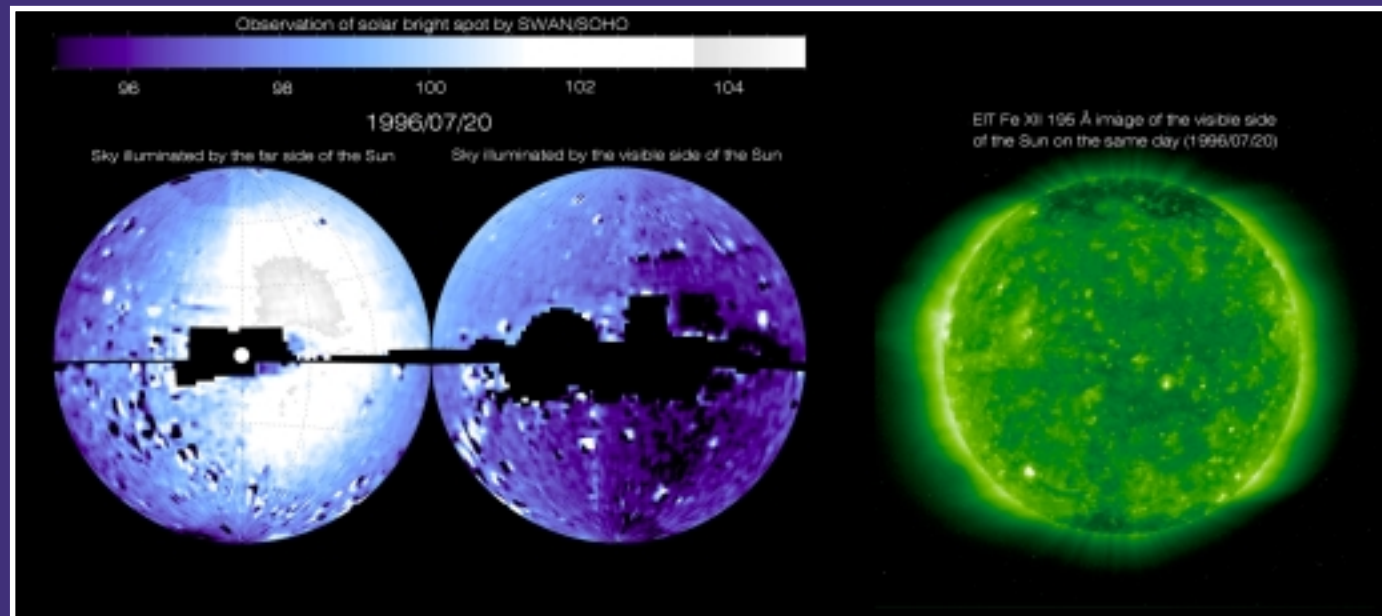 Observation of solar bright spot by SWAN/SOHO
96 98 100 102 104
1996/07/20
Sky illuminated by the far side of the Sun
Sky illuminated by the visible side of the Sun
EIT Fe XII 195 Å image of the visible side
of the Sun on the same day (1996/07/20)